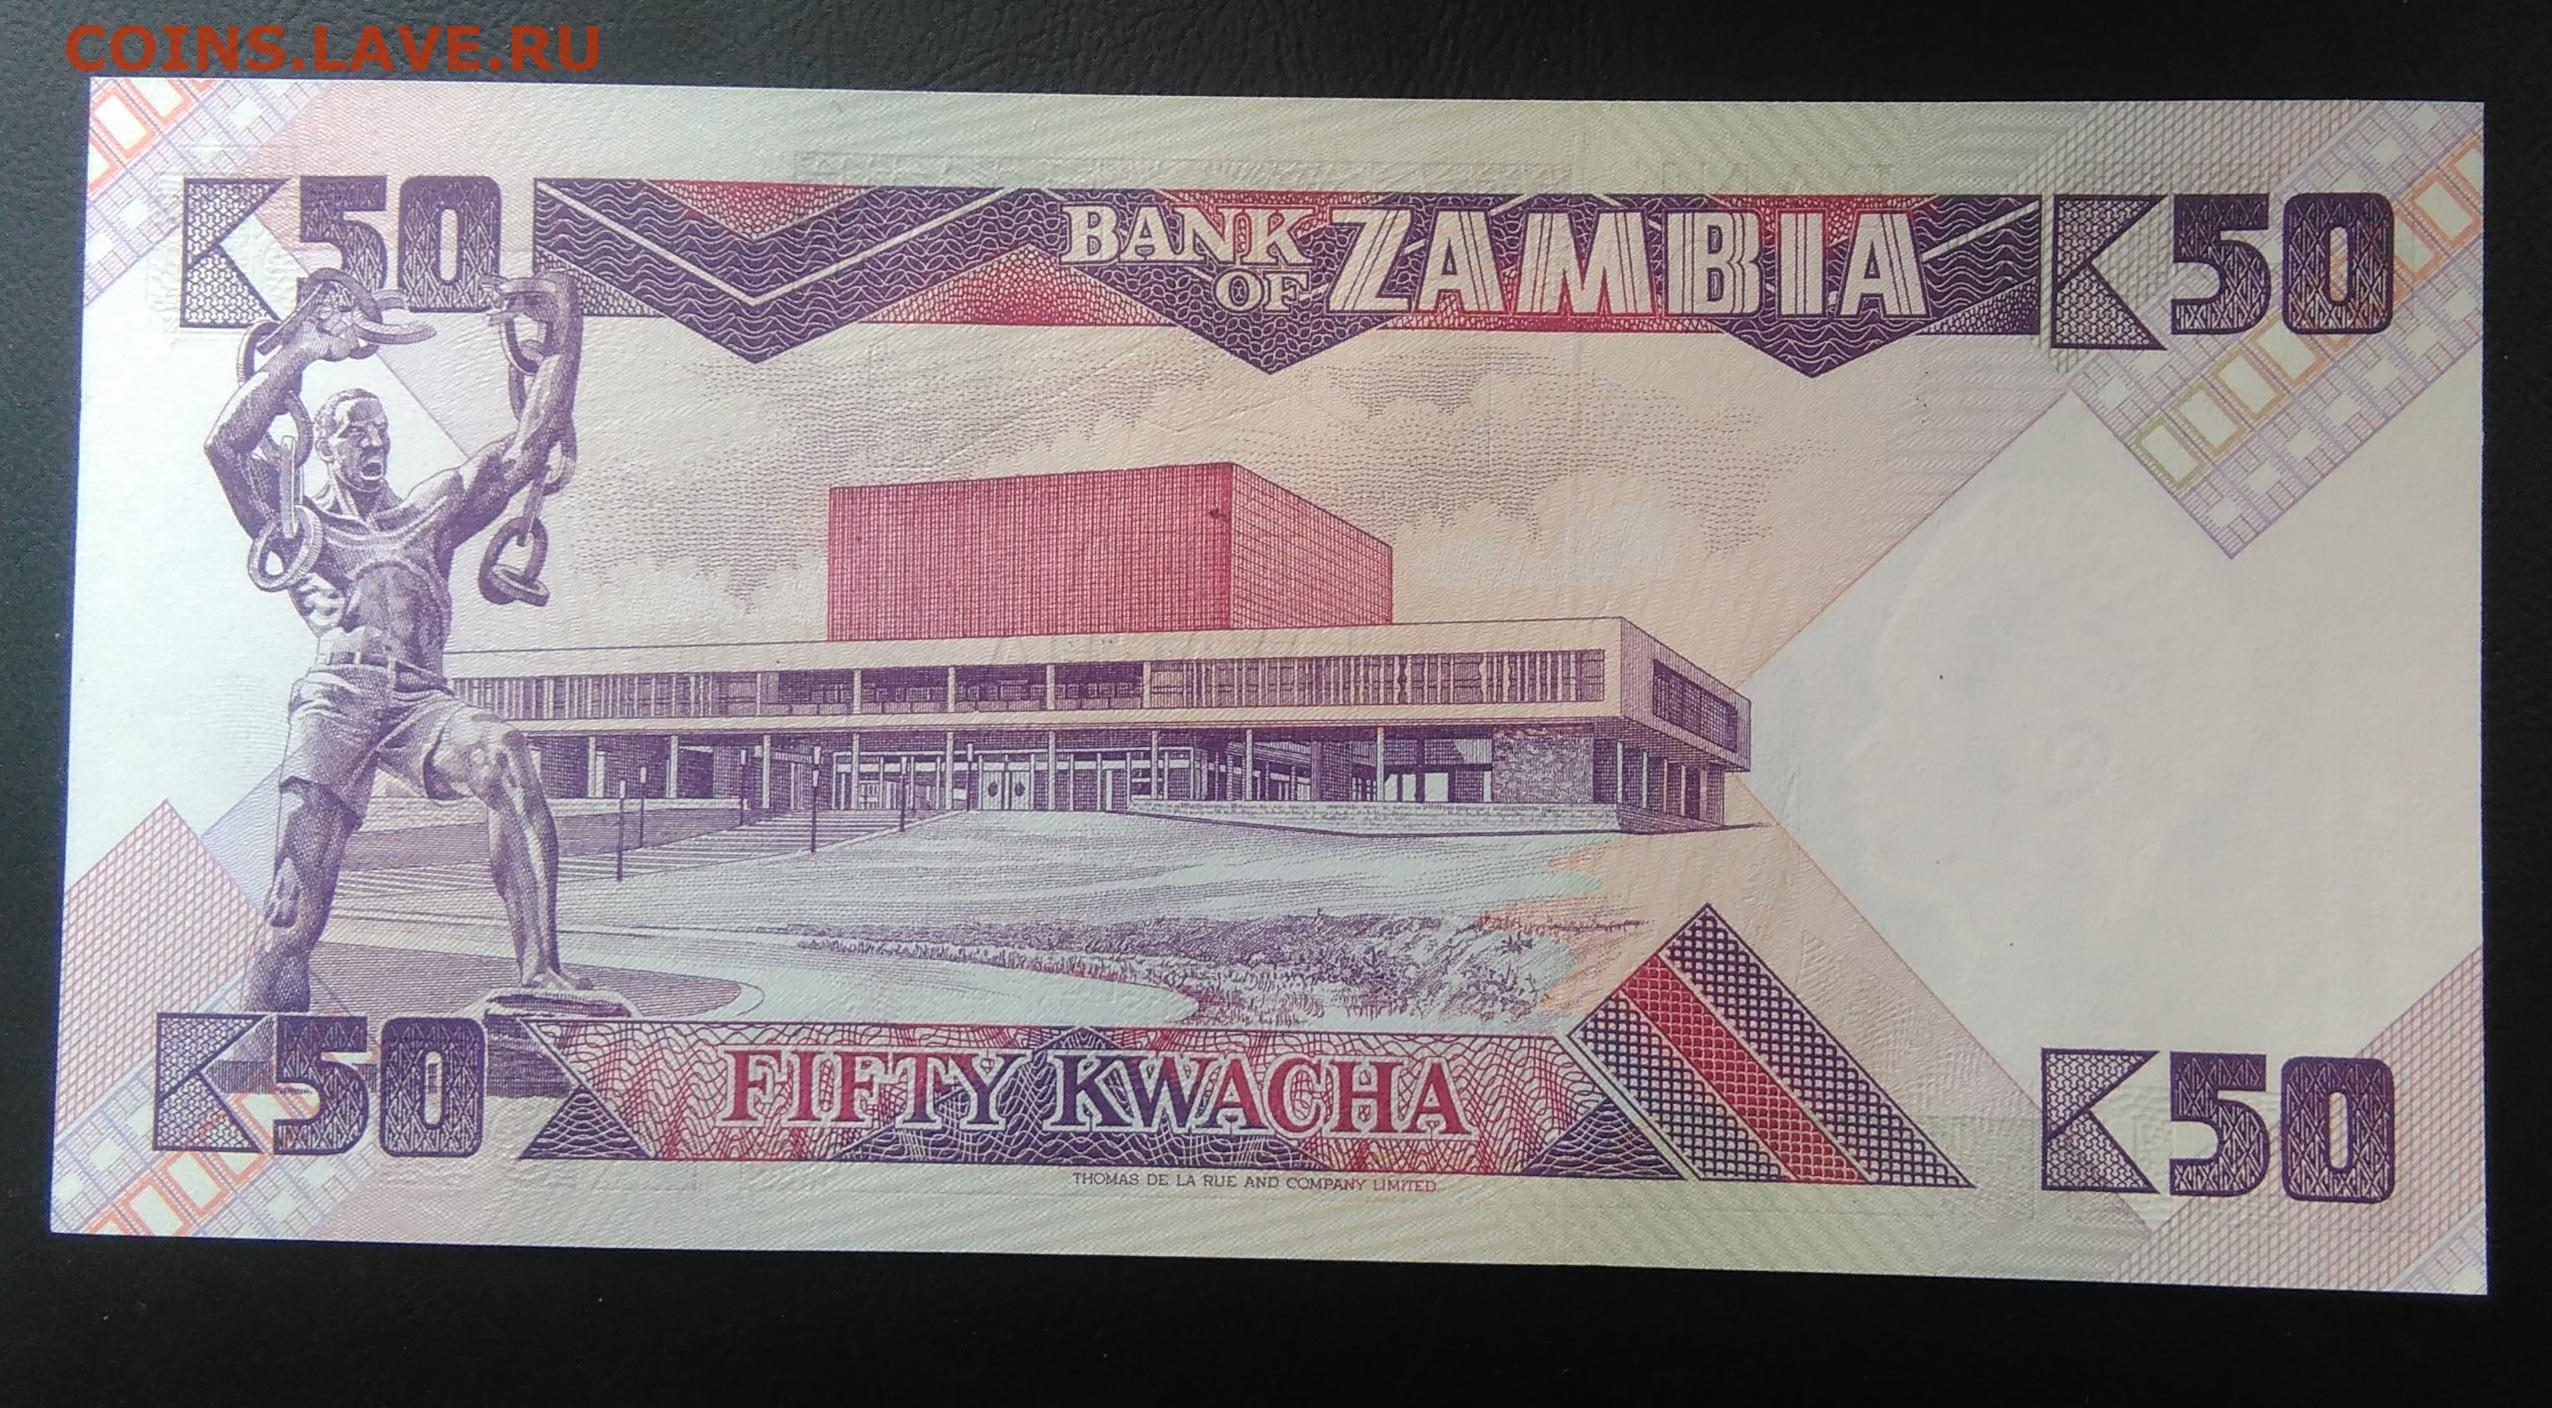 COINS.LAVE.RU
K50 BANK OF ZAMBIA K50
K50 FIFTY KWACHA K50
THOMAS DE LA RUE AND COMPANY LIMITED.